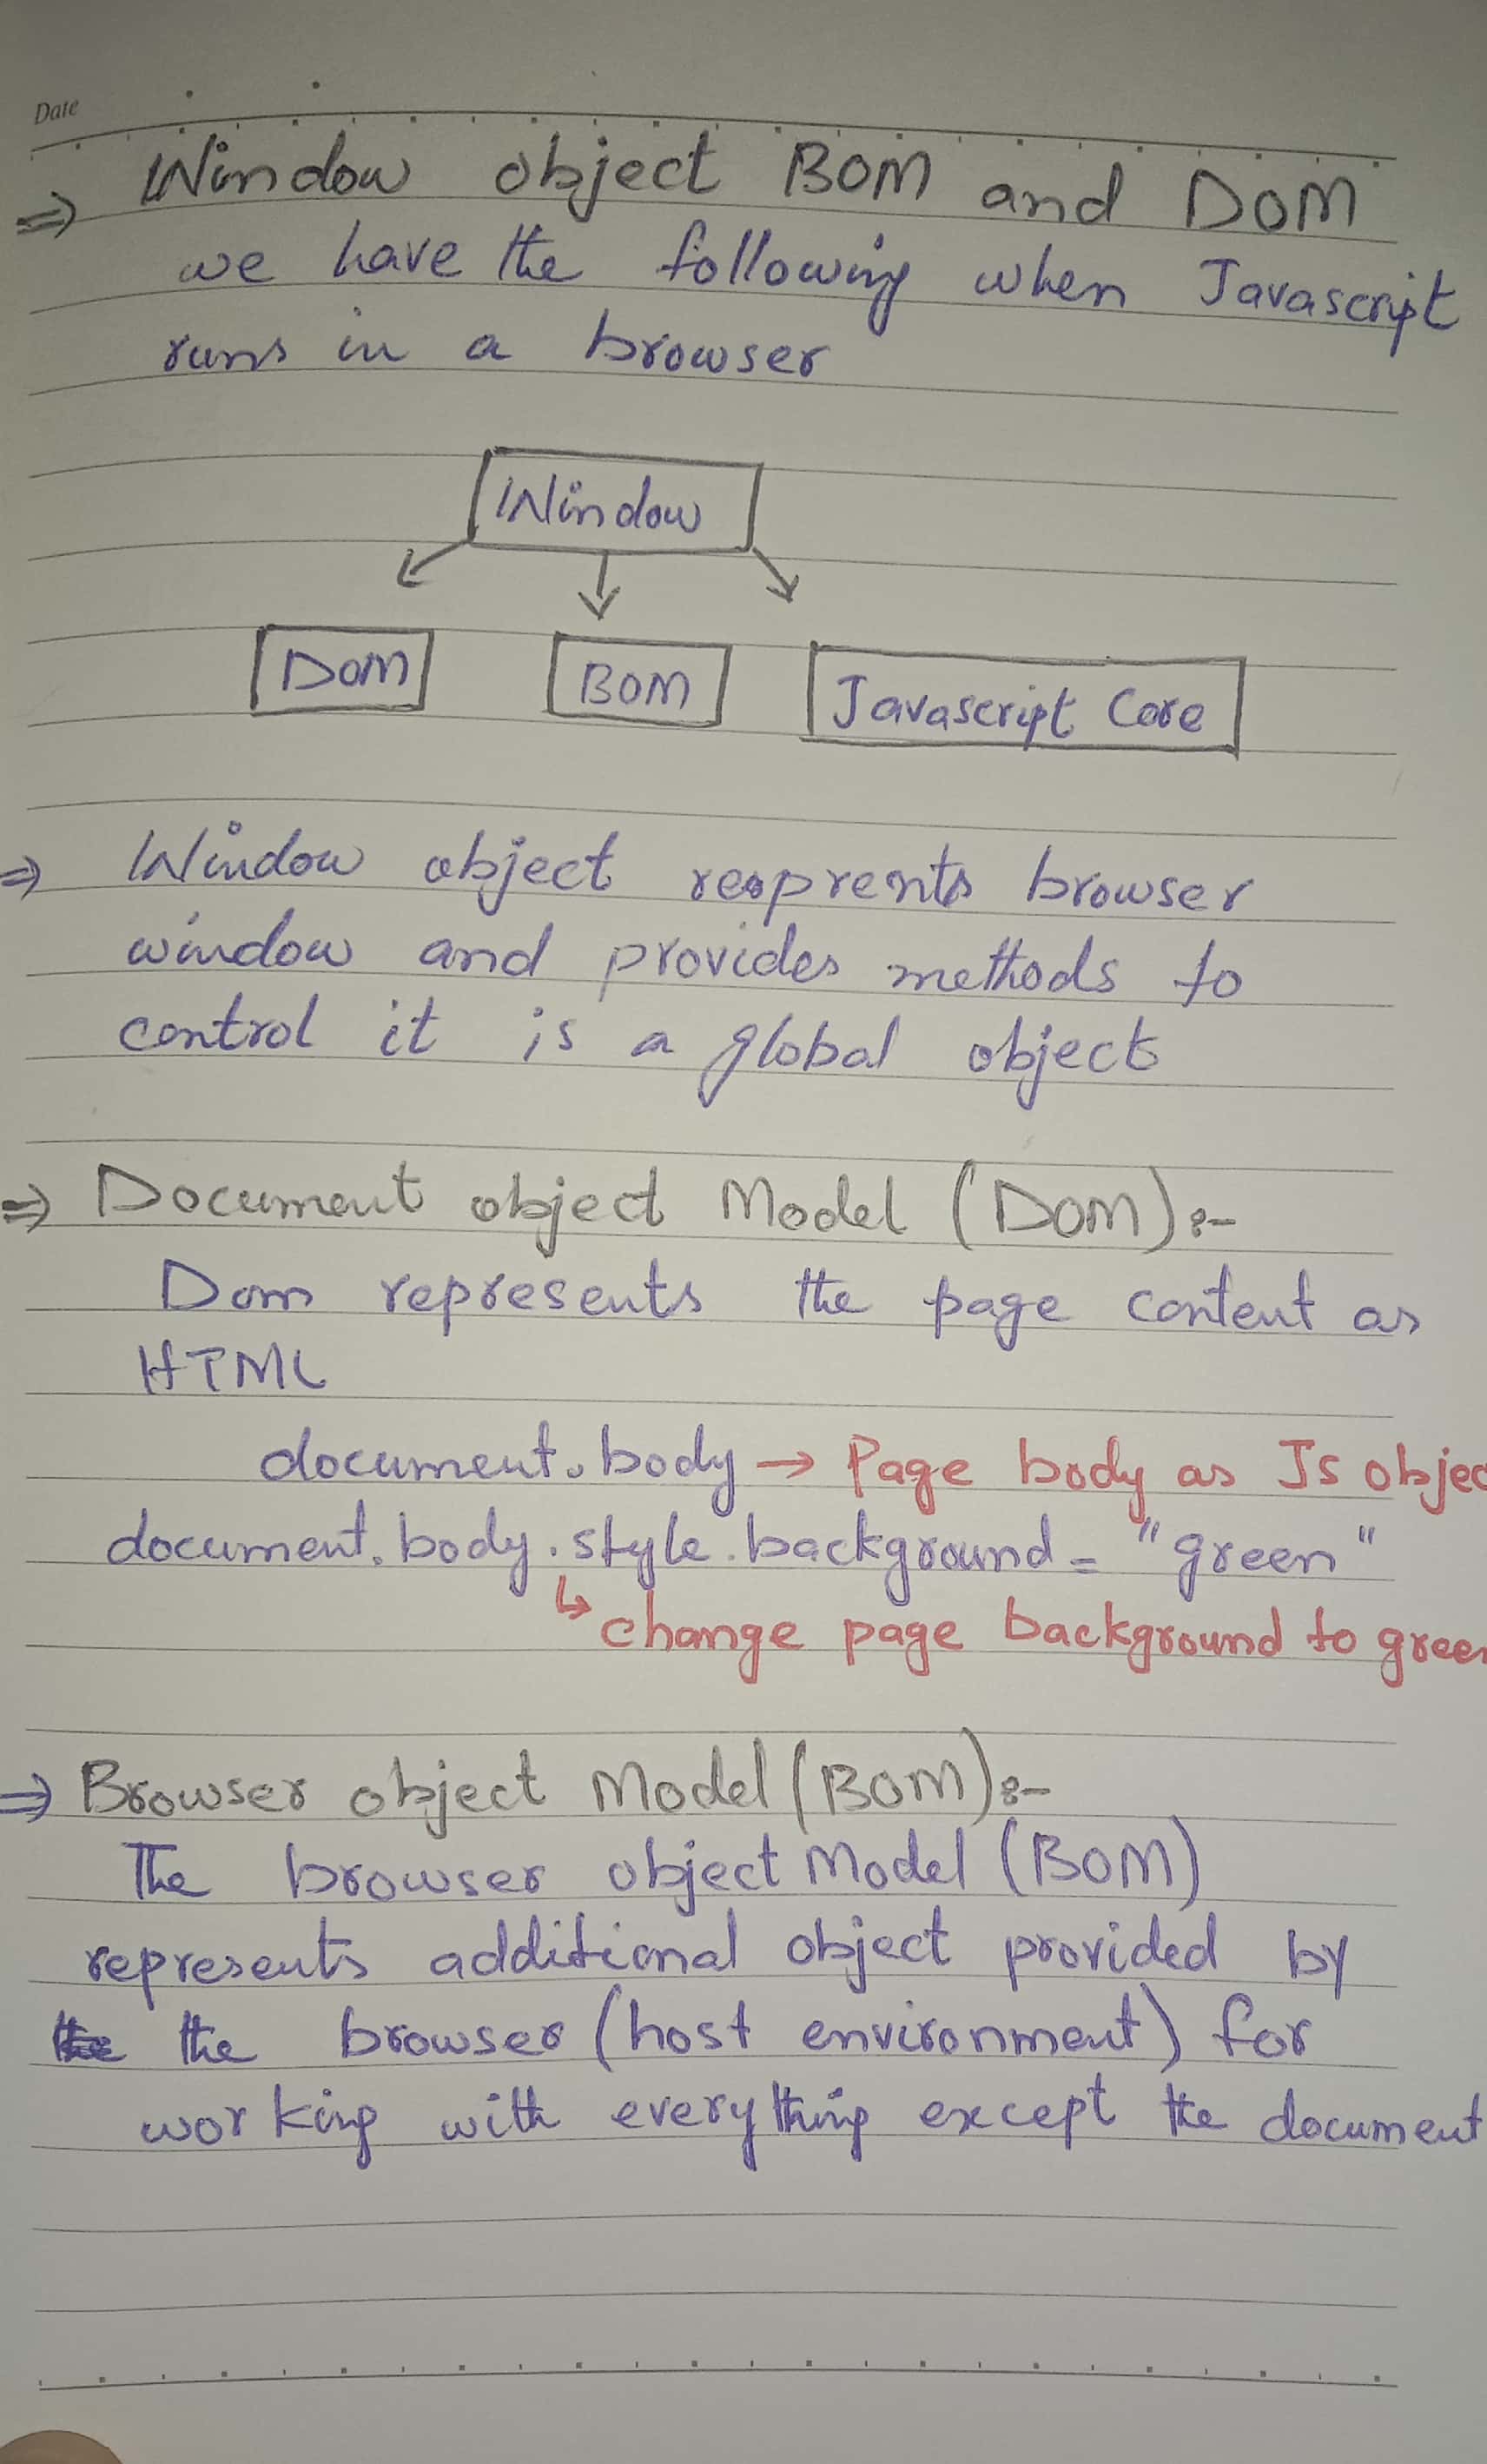 Date
⇒ Window object BOM and DOM
we have the following when Javascript
runs in a browser
Window
DOM BOM Javascript Core
⇒ Window object reoprents browser
window and provides methods to
control it is a global object
⇒ Document object Model (DOM):-
Dom represents the page content as
HTML
document.body → Page body as Js objec
document.body.style.background = "green"
↳ change page background to green
⇒ Browser object Model (BOM):-
The browser object Model (BOM)
represents additional object provided by
the the browser (host environment) for
working with everything except the document